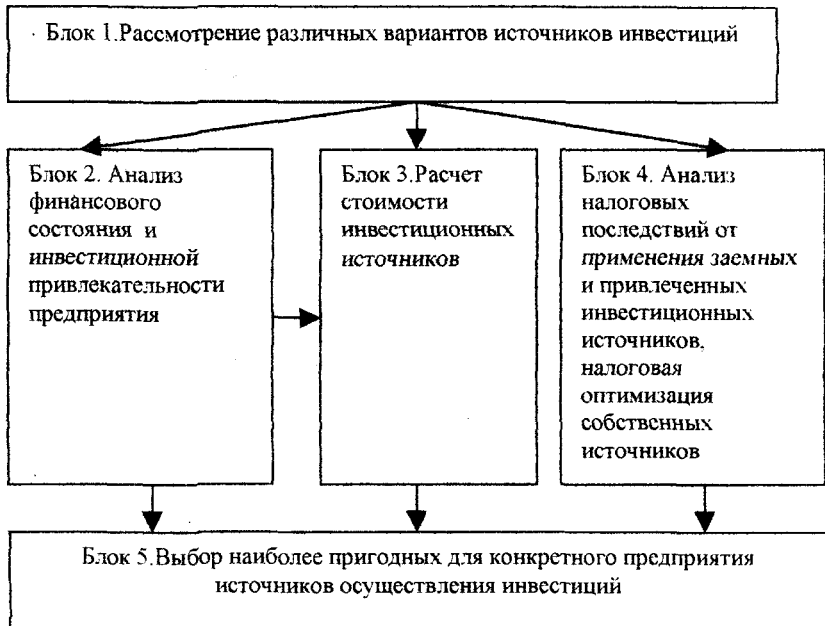 Блок 1.Рассмотрение различных вариантов источников инвестиций
Блок 2. Анализ
финансового
состояния и
инвестиционной
привлекательности
предприятия
Блок 3.Расчет
стоимости
инвестиционных
источников
Блок 4. Анализ
налоговых
последствий от
применения заемных
и привлеченных
инвестиционных
источников,
налоговая
оптимизация
собственных
источников
Блок 5.Выбор наиболее пригодных для конкретного предприятия
источников осуществления инвестиций